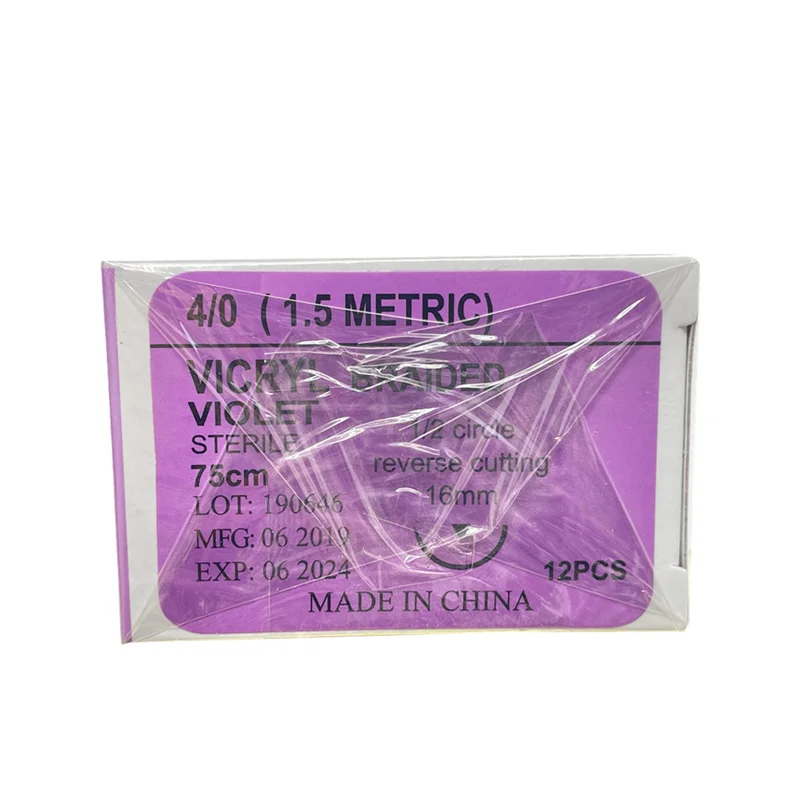 4/0 ( 1.5 METRIC)
VICRYL BRAIDED
VIOLET
STERILE
1/2 circle
75cm
reverse cutting
16mm
LOT: 190646
MFG: 06 2019
EXP: 06 2024
12PCS
MADE IN CHINA